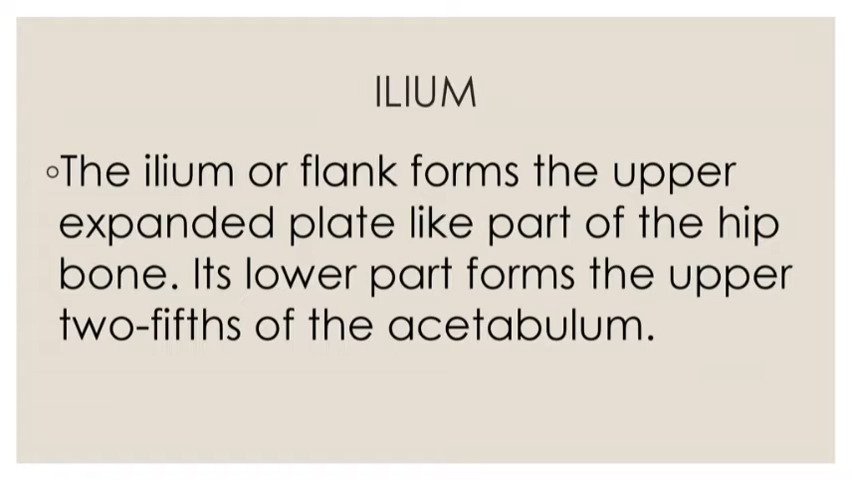 ILIUM
◦The ilium or flank forms the upper
expanded plate like part of the hip
bone. Its lower part forms the upper
two-fifths of the acetabulum.